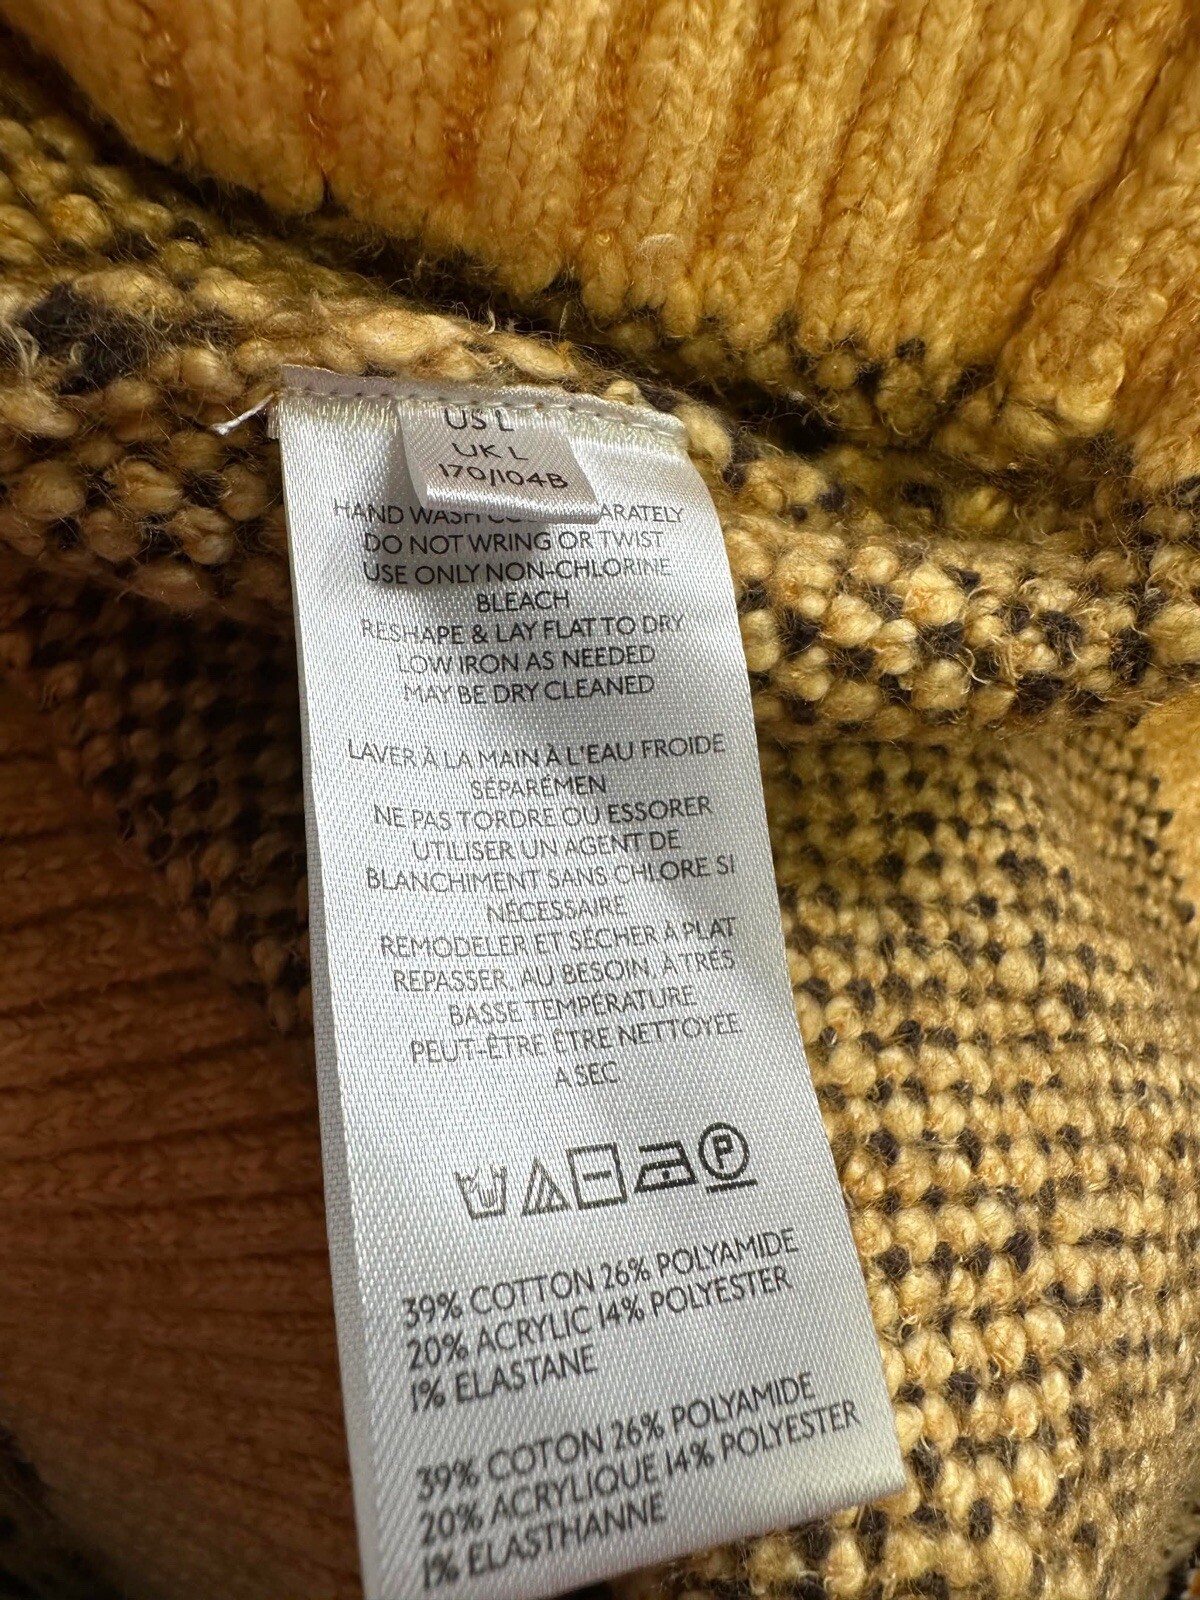 US L
UK L
170/104B
HAND WASH ARATELY
DO NOT WRING OR TWIST
USE ONLY NON-CHLORINE
BLEACH
RESHAPE & LAY FLAT TO DRY
LOW IRON AS NEEDED
MAY BE DRY CLEANED
LAVER À LA MAIN À L'EAU FROIDE
SÉPARÉMEN
NE PAS TORDRE OU ESSORER
UTILISER UN AGENT DE
BLANCHIMENT SANS CHLORE SI
NÉCESSAIRE
REMODELER ET SÉCHER À PLAT
REPASSER, AU BESOIN, À TRÉS
BASSE TEMPÉRATURE
PEUT-ÊTRE ÊTRE NETTOYÉE
A SEC
P
39% COTTON 26% POLYAMIDE
20% ACRYLIC 14% POLYESTER
1% ELASTANE
39% COTON 26% POLYAMIDE
20% ACRYLIQUE 14% POLYESTER
1% ELASTHANNE